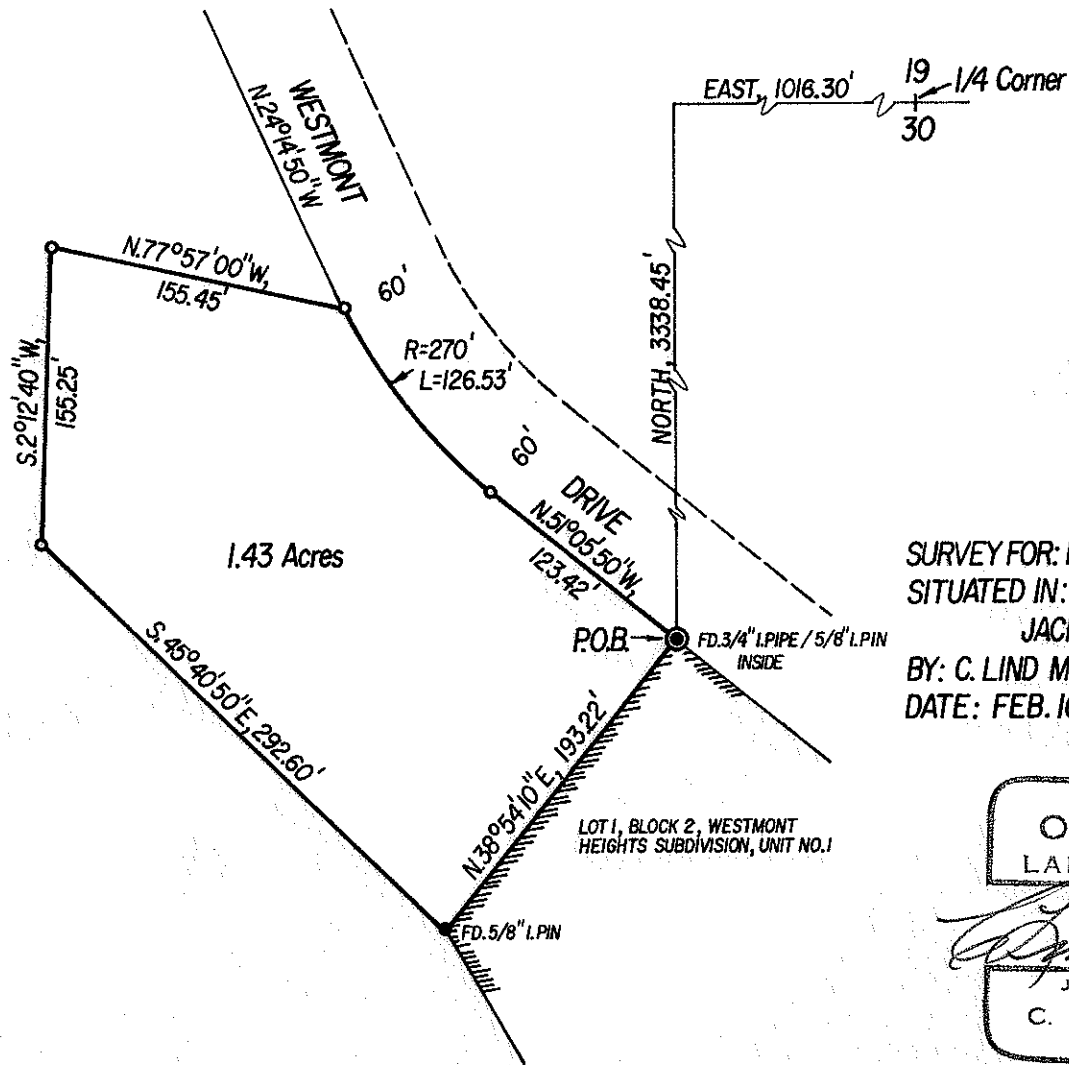 EAST, 1016.30'
19
1/4 Corner
30
WESTMONT
N.24°14'50"W
N.77°57'00"W,
155.45'
60'
R=270'
L=126.53'
NORTH, 3338.45'
S.2°12'40"W,
155.25'
60'
DRIVE
N.51°05'50"W,
123.42'
1.43 Acres
SURVEY FOR:
SITUATED IN:
JAC
BY: C. LIND M
DATE: FEB. 1
P.O.B.
FD.3/4" I.PIPE / 5/8" I.PIN
INSIDE
S.45°40'50"E, 292.60'
N.38°54'10"E, 193.22'
LOT 1, BLOCK 2, WESTMONT
HEIGHTS SUBDIVISION, UNIT NO.1
FD.5/8" I.PIN
O
LA
C.